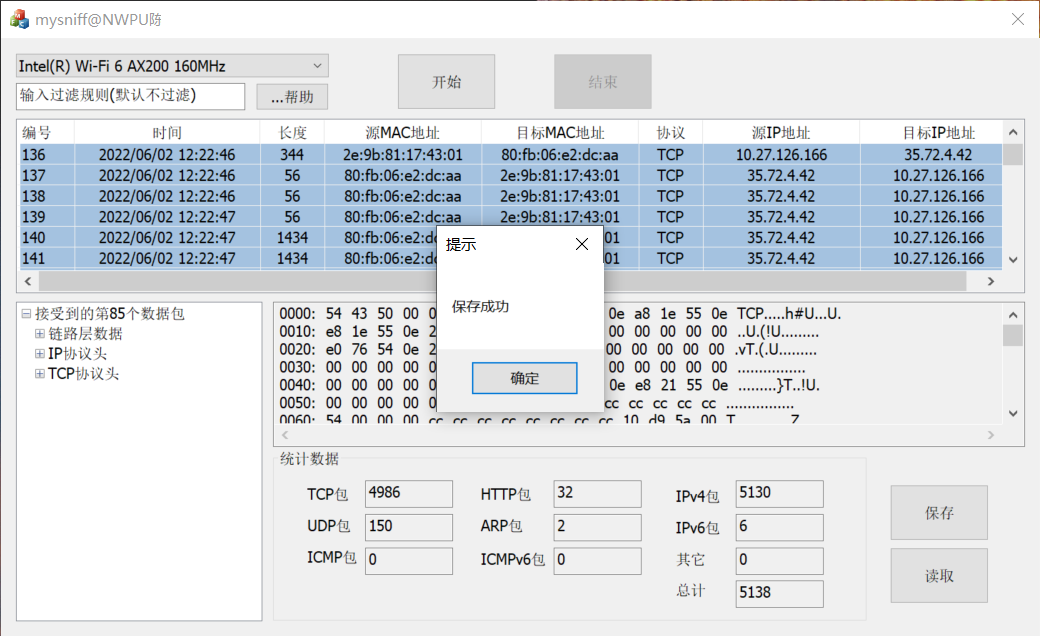 mysniff@NWPU防
Intel(R) Wi-Fi 6 AX200 160MHz
输入过滤规则(默认不过滤)
...帮助
开始
结束
编号 时间 长度 源MAC地址 目标MAC地址 协议 源IP地址 目标IP地址
136 2022/06/02 12:22:46 344 2e:9b:81:17:43:01 80:fb:06:e2:dc:aa TCP 10.27.126.166 35.72.4.42
137 2022/06/02 12:22:46 56 80:fb:06:e2:dc:aa 2e:9b:81:17:43:01 TCP 35.72.4.42 10.27.126.166
138 2022/06/02 12:22:46 56 80:fb:06:e2:dc:aa 2e:9b:81:17:43:01 TCP 35.72.4.42 10.27.126.166
139 2022/06/02 12:22:47 56 80:fb:06:e2:dc:aa 2e:9b:81:17:43:01 TCP 35.72.4.42 10.27.126.166
140 2022/06/02 12:22:47 1434 80:fb:06:e2:dc 01 TCP 35.72.4.42 10.27.126.166
141 2022/06/02 12:22:47 1434 80:fb:06:e2:dc 01 TCP 35.72.4.42 10.27.126.166
提示
保存成功
确定
接受到的第85个数据包
链路层数据
IP协议头
TCP协议头
0000: 54 43 50 00 0 0e a8 1e 55 0e TCP.....h#U...U.
0010: e8 1e 55 0e 2 00 00 00 00 00 ..U.(!U.........
0020: e0 76 54 0e 2 00 00 00 00 00 .vT.(.U.........
0030: 00 00 00 00 0 00 00 00 00 00 ................
0040: 00 00 00 00 0 0e e8 21 55 0e .........}T..!U.
0050: 00 00 00 00 0 cc cc cc cc cc ................
0060: 54 00 00 00 cc cc cc cc cc cc cc cc 10 d9 5a 00 T.............Z.
统计数据
TCP包 4986 HTTP包 32 IPv4包 5130
UDP包 150 ARP包 2 IPv6包 6
ICMP包 0 ICMPv6包 0 其它 0
总计 5138
保存
读取